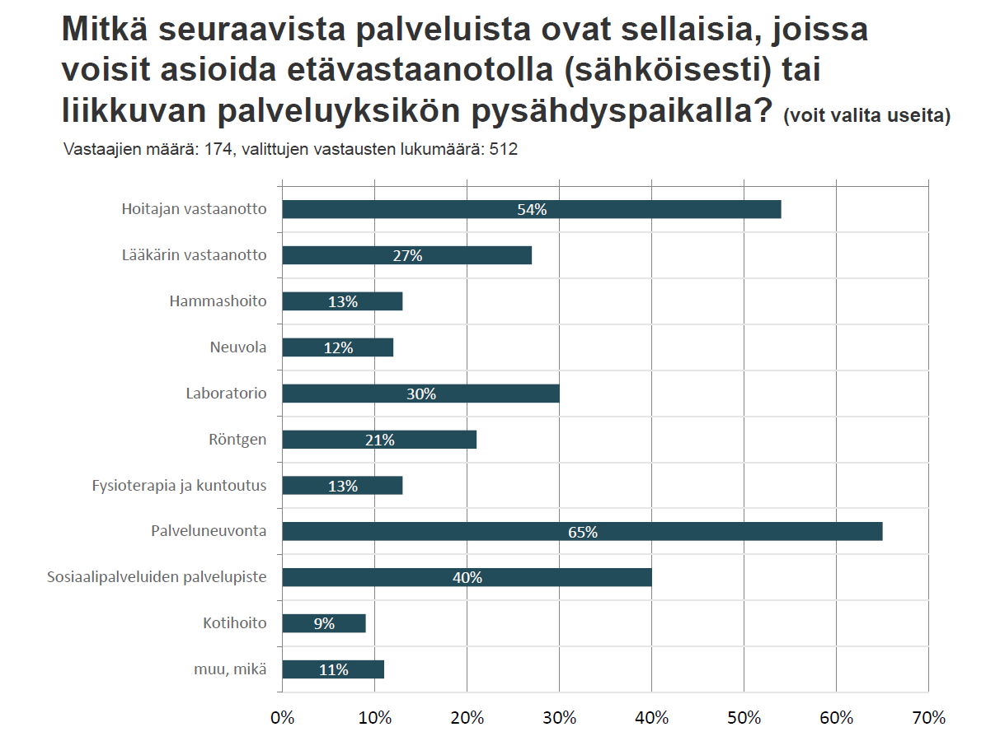 Mitkä seuraavista palveluista ovat sellaisia, joissa
voisit asioida etävastaanotolla (sähköisesti) tai
liikkuvan palveluyksikön pysähdyspaikalla? (voit valita useita)
Vastaajien määrä: 174, valittujen vastausten lukumäärä: 512
Hoitajan vastaanotto 54%
Lääkärin vastaanotto 27%
Hammashoito 13%
Neuvola 12%
Laboratorio 30%
Röntgen 21%
Fysioterapia ja kuntoutus 13%
Palveluneuvonta 65%
Sosiaalipalveluiden palvelupiste 40%
Kotihoito 9%
muu, mikä 11%
0% 10% 20% 30% 40% 50% 60% 70%